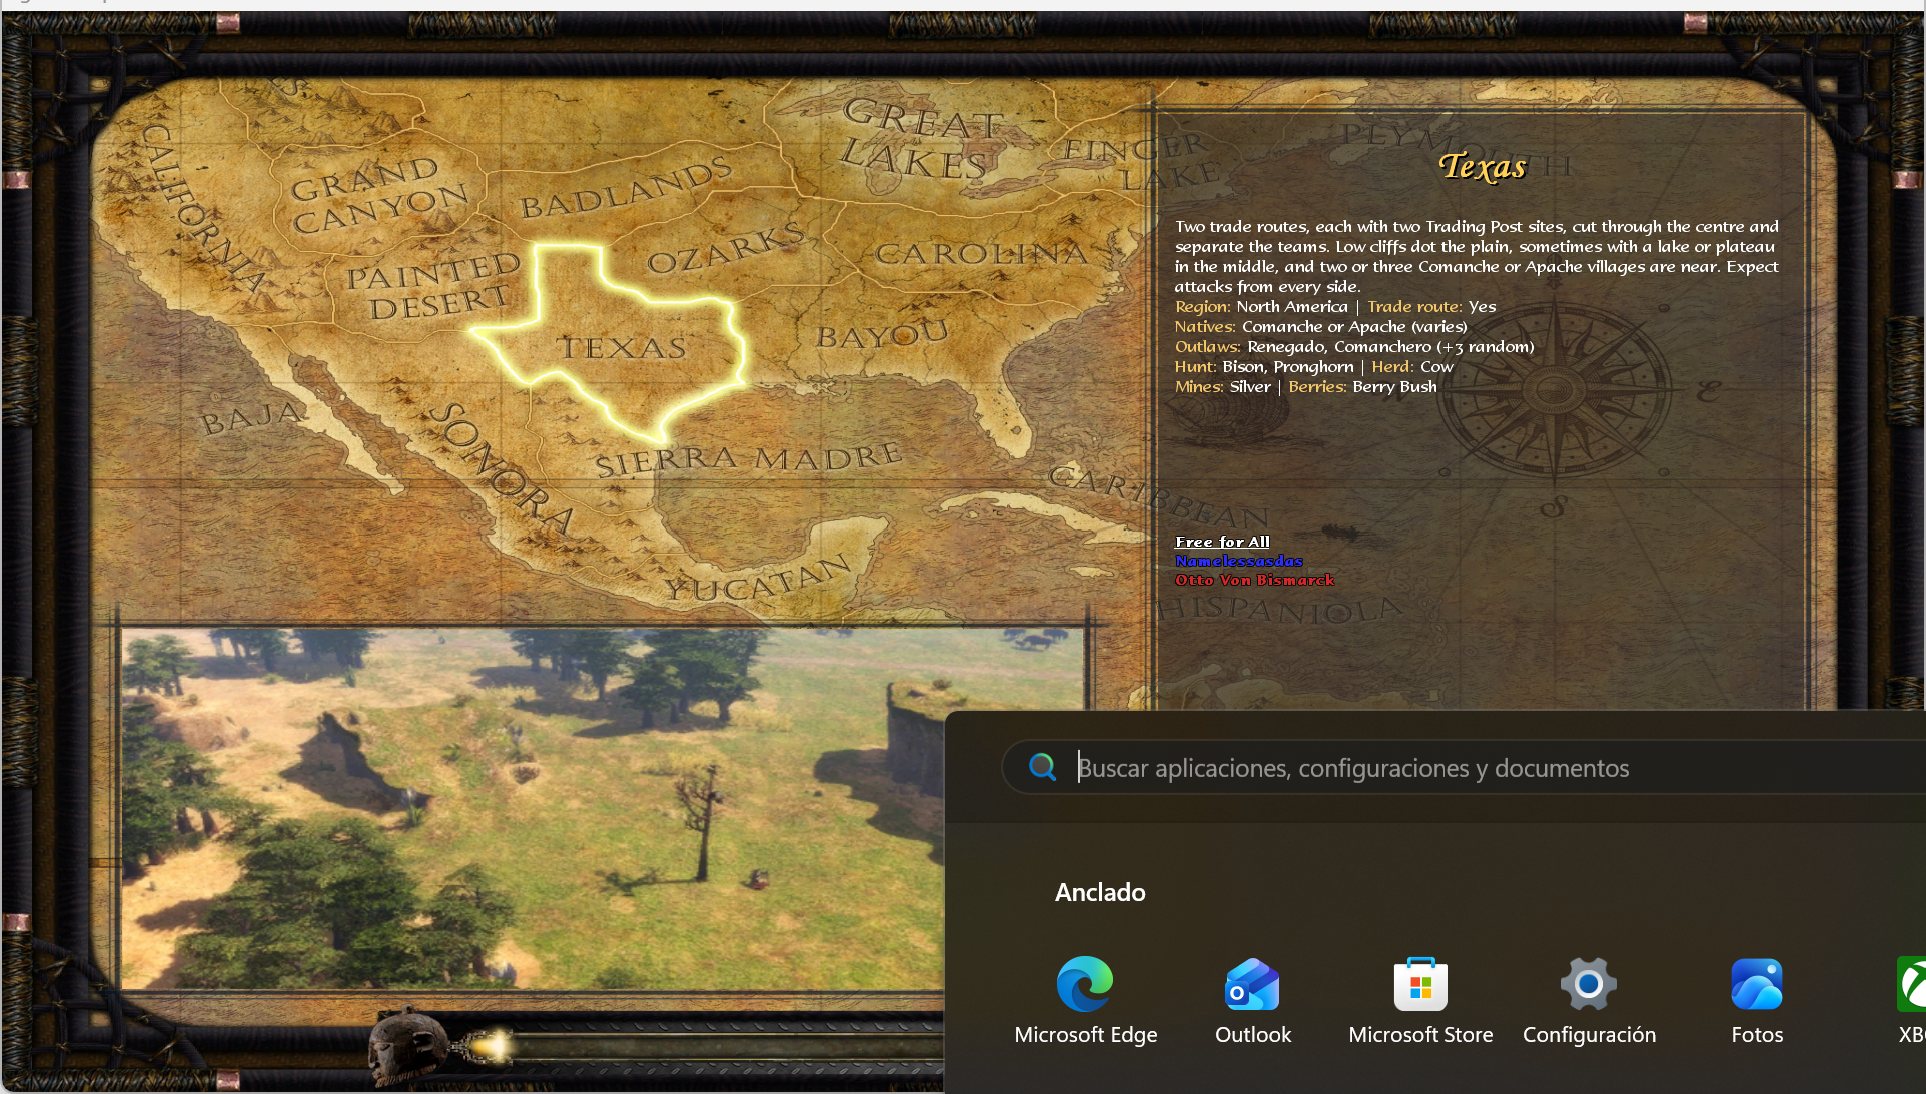 GREAT
LAKES
PLYMOUTH
FINGER
LAKE
CALIFORNIA
GRAND
CANYON
BADLANDS
OZARKS
CAROLINA
PAINTED
DESERT
TEXAS
BAYOU
BAJA
SONORA
SIERRA MADRE
CARIBBEAN
YUCATAN
HISPANIOLA
E
S
Texas
Two trade routes, each with two Trading Post sites, cut through the centre and
separate the teams. Low cliffs dot the plain, sometimes with a lake or plateau
in the middle, and two or three Comanche or Apache villages are near. Expect
attacks from every side.
Region: North America | Trade route: Yes
Natives: Comanche or Apache (varies)
Outlaws: Renegado, Comanchero (+3 random)
Hunt: Bison, Pronghorn | Herd: Cow
Mines: Silver | Berries: Berry Bush
Free for All
Namelessasdas
Otto Von Bismarck
Buscar aplicaciones, configuraciones y documentos
Anclado
Microsoft Edge
Outlook
Microsoft Store
Configuración
Fotos